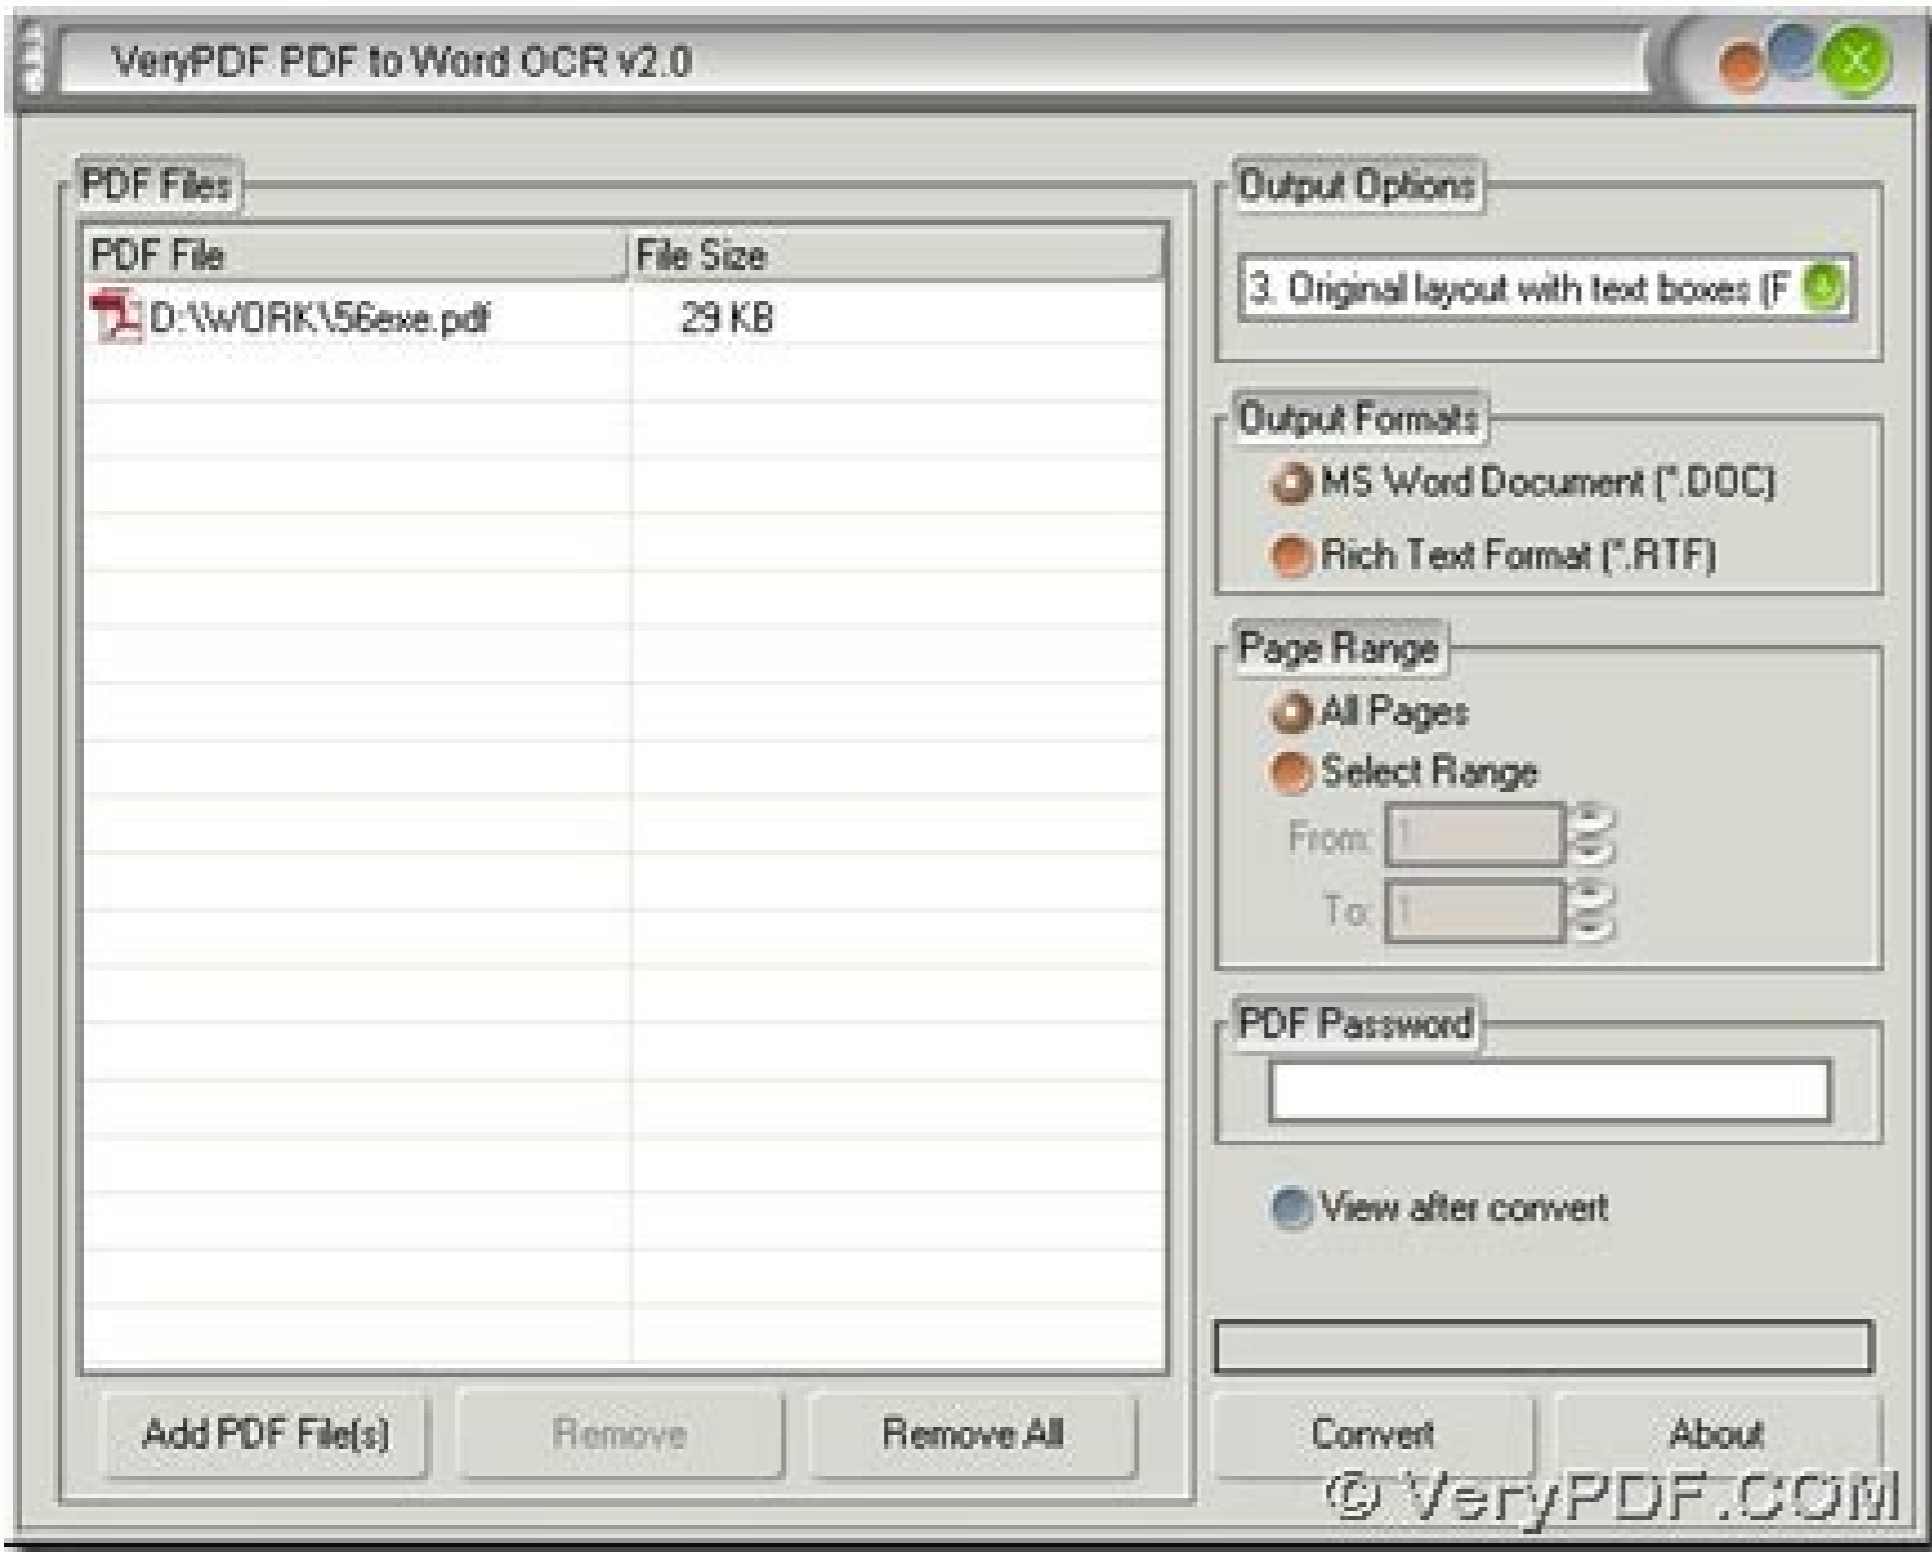 VeryPDF PDF to Word OCR v2.0
PDF Files
PDF File File Size
D:\WORK\56exe.pdf 29 KB
Add PDF File(s) Remove Remove All
Output Options
3. Original layout with text boxes (F
Output Formats
MS Word Document (*.DOC)
Rich Text Format (*.RTF)
Page Range
All Pages
Select Range
From: 1
To: 1
PDF Password
View after convert
Convert About
© VeryPDF.COM